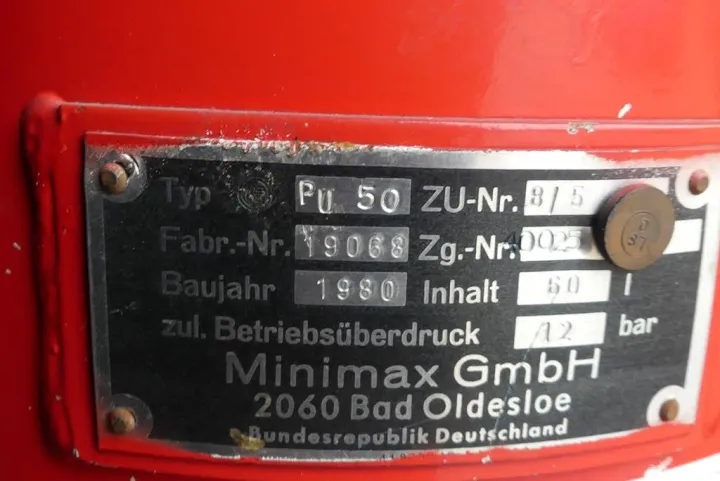 Typ PU 50 ZU-Nr. 8/5
Fabr.-Nr. 19068 Zg.-Nr.
Baujahr 1980 Inhalt 60 l
zul. Betriebsüberdruck 12 bar
Minimax GmbH
2060 Bad Oldesloe
Bundesrepublik Deutschland